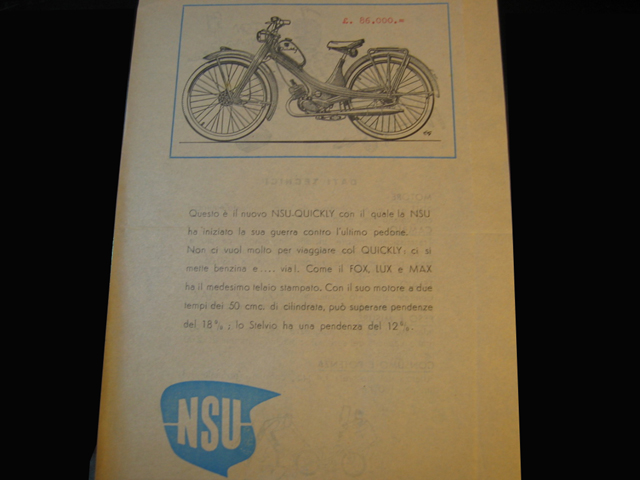 £. 86.000,=
DATI TECNICI
Questo è il nuovo NSU-QUICKLY con il quale la NSU
ha iniziato la sua guerra contro l'ultimo pedone.
Non ci vuol molto per viaggiare col QUICKLY: ci si
mette benzina e.... via!. Come il FOX, LUX e MAX
ha il medesimo telaio stampato. Con il suo motore a due
tempi dei 50 cmc. di cilindrata, può superare pendenze
del 18 %; lo Stelvio ha una pendenza del 12 %.
NSU